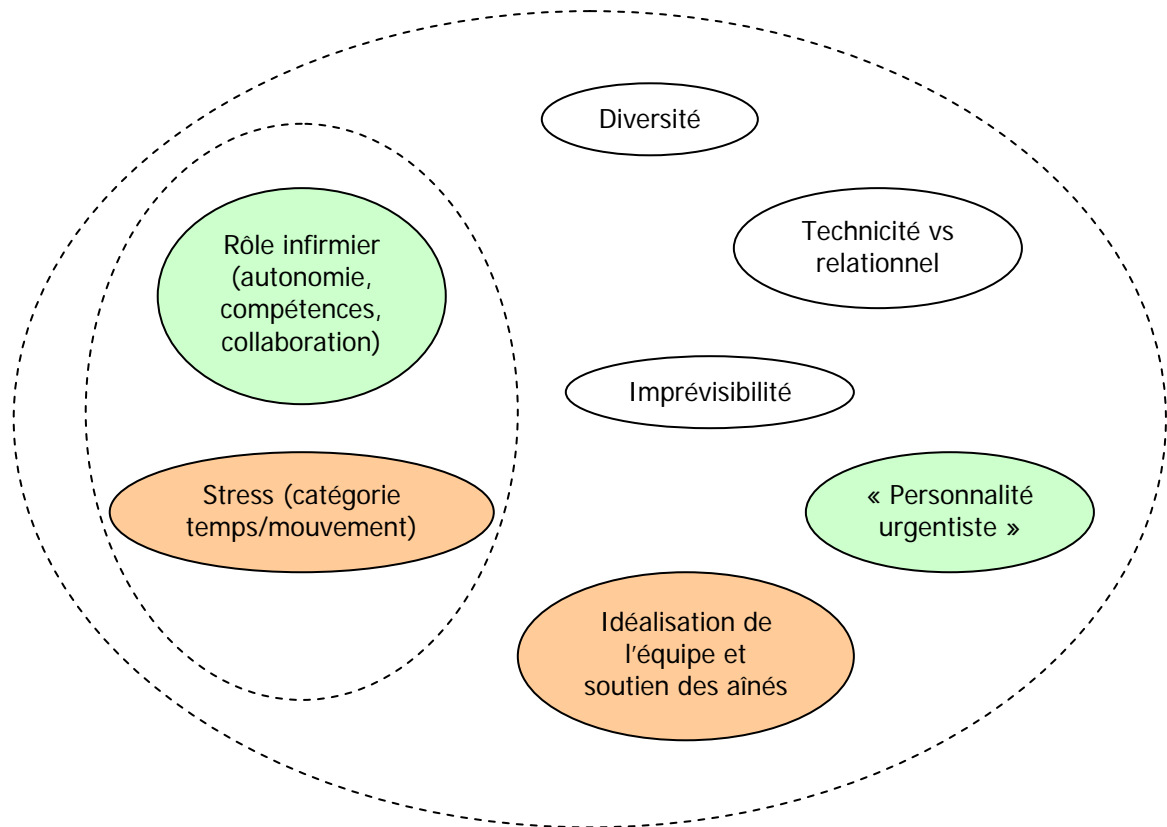 Diversité
Technicité vs
relationnel
Rôle infirmier
(autonomie,
compétences,
collaboration)
Imprévisibilité
Stress (catégorie
temps/mouvement)
« Personnalité
urgentiste »
Idéalisation de
l'équipe et
soutien des aînés